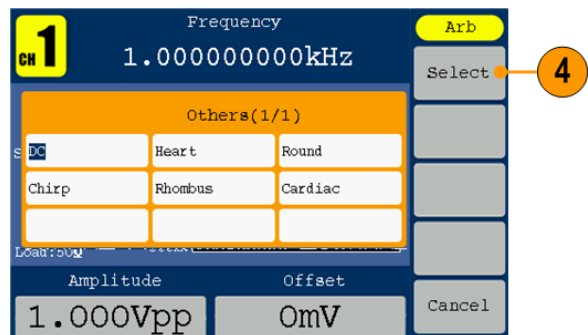 CH 1
Frequency
1.000000000kHz
Arb
Select
4
Others(1/1)
S
DC Heart Round
Chirp Rhombus Cardiac
Load:50Ω
Amplitude Offset
1.000Vpp 0mV
Cancel